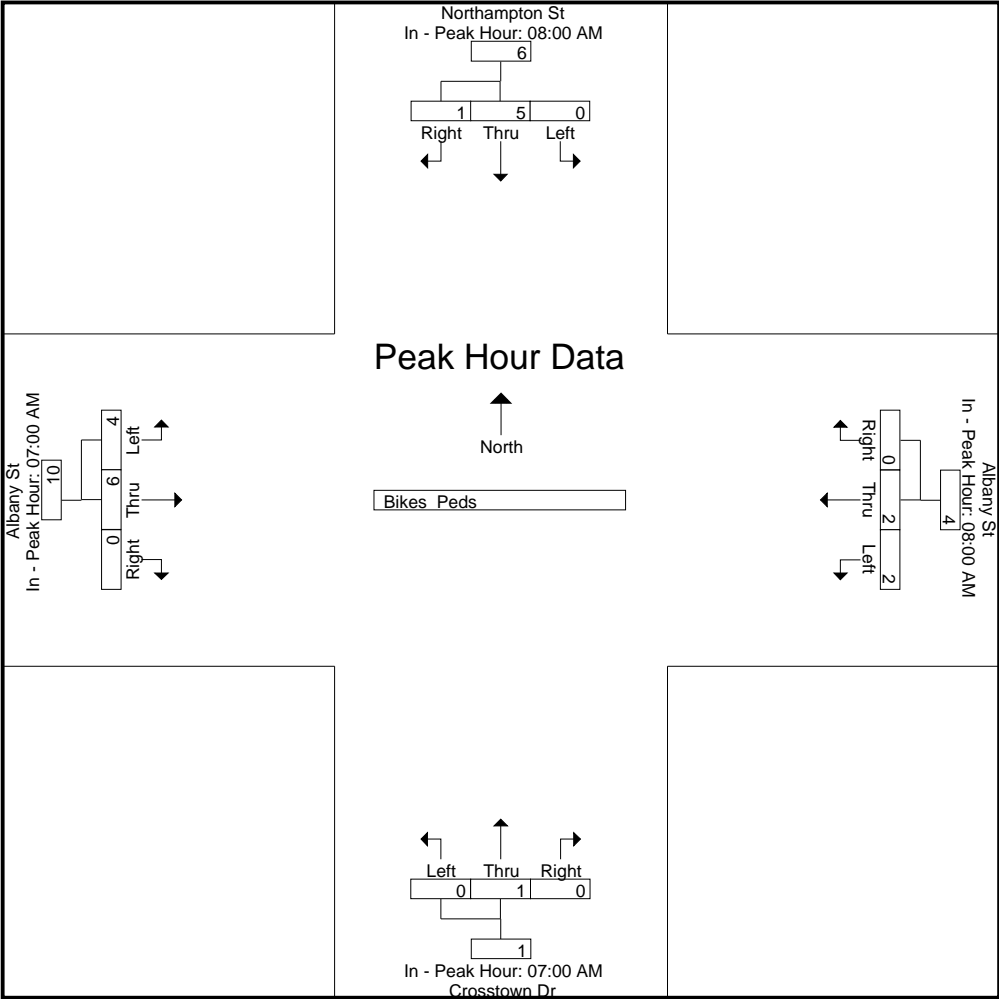 Northampton St
In - Peak Hour: 08:00 AM
6
1 5 0
Right Thru Left
Peak Hour Data
North
Bikes Peds
Albany St
In - Peak Hour: 07:00 AM
10
4 6 0
Left Thru Right
Albany St
In - Peak Hour: 08:00 AM
4
0 2 2
Right Thru Left
Left Thru Right
0 1 0
1
In - Peak Hour: 07:00 AM
Crosstown Dr